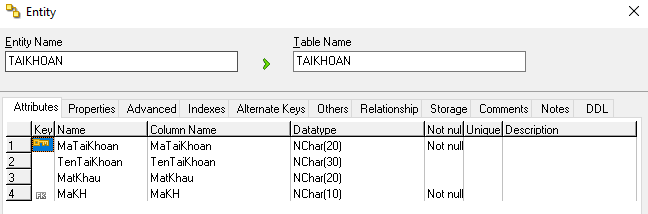 Entity
Entity Name Table Name
TAIKHOAN TAIKHOAN
Attributes Properties Advanced Indexes Alternate Keys Others Relationship Storage Comments Notes DDL
Key Name Column Name Datatype Not nul Unique Description
1 MaTaiKhoan MaTaiKhoan NChar(20) Not null
2 TenTaiKhoan TenTaiKhoan NChar(30)
3 MatKhau MatKhau NChar(20)
4 FK MaKH MaKH NChar(10) Not null